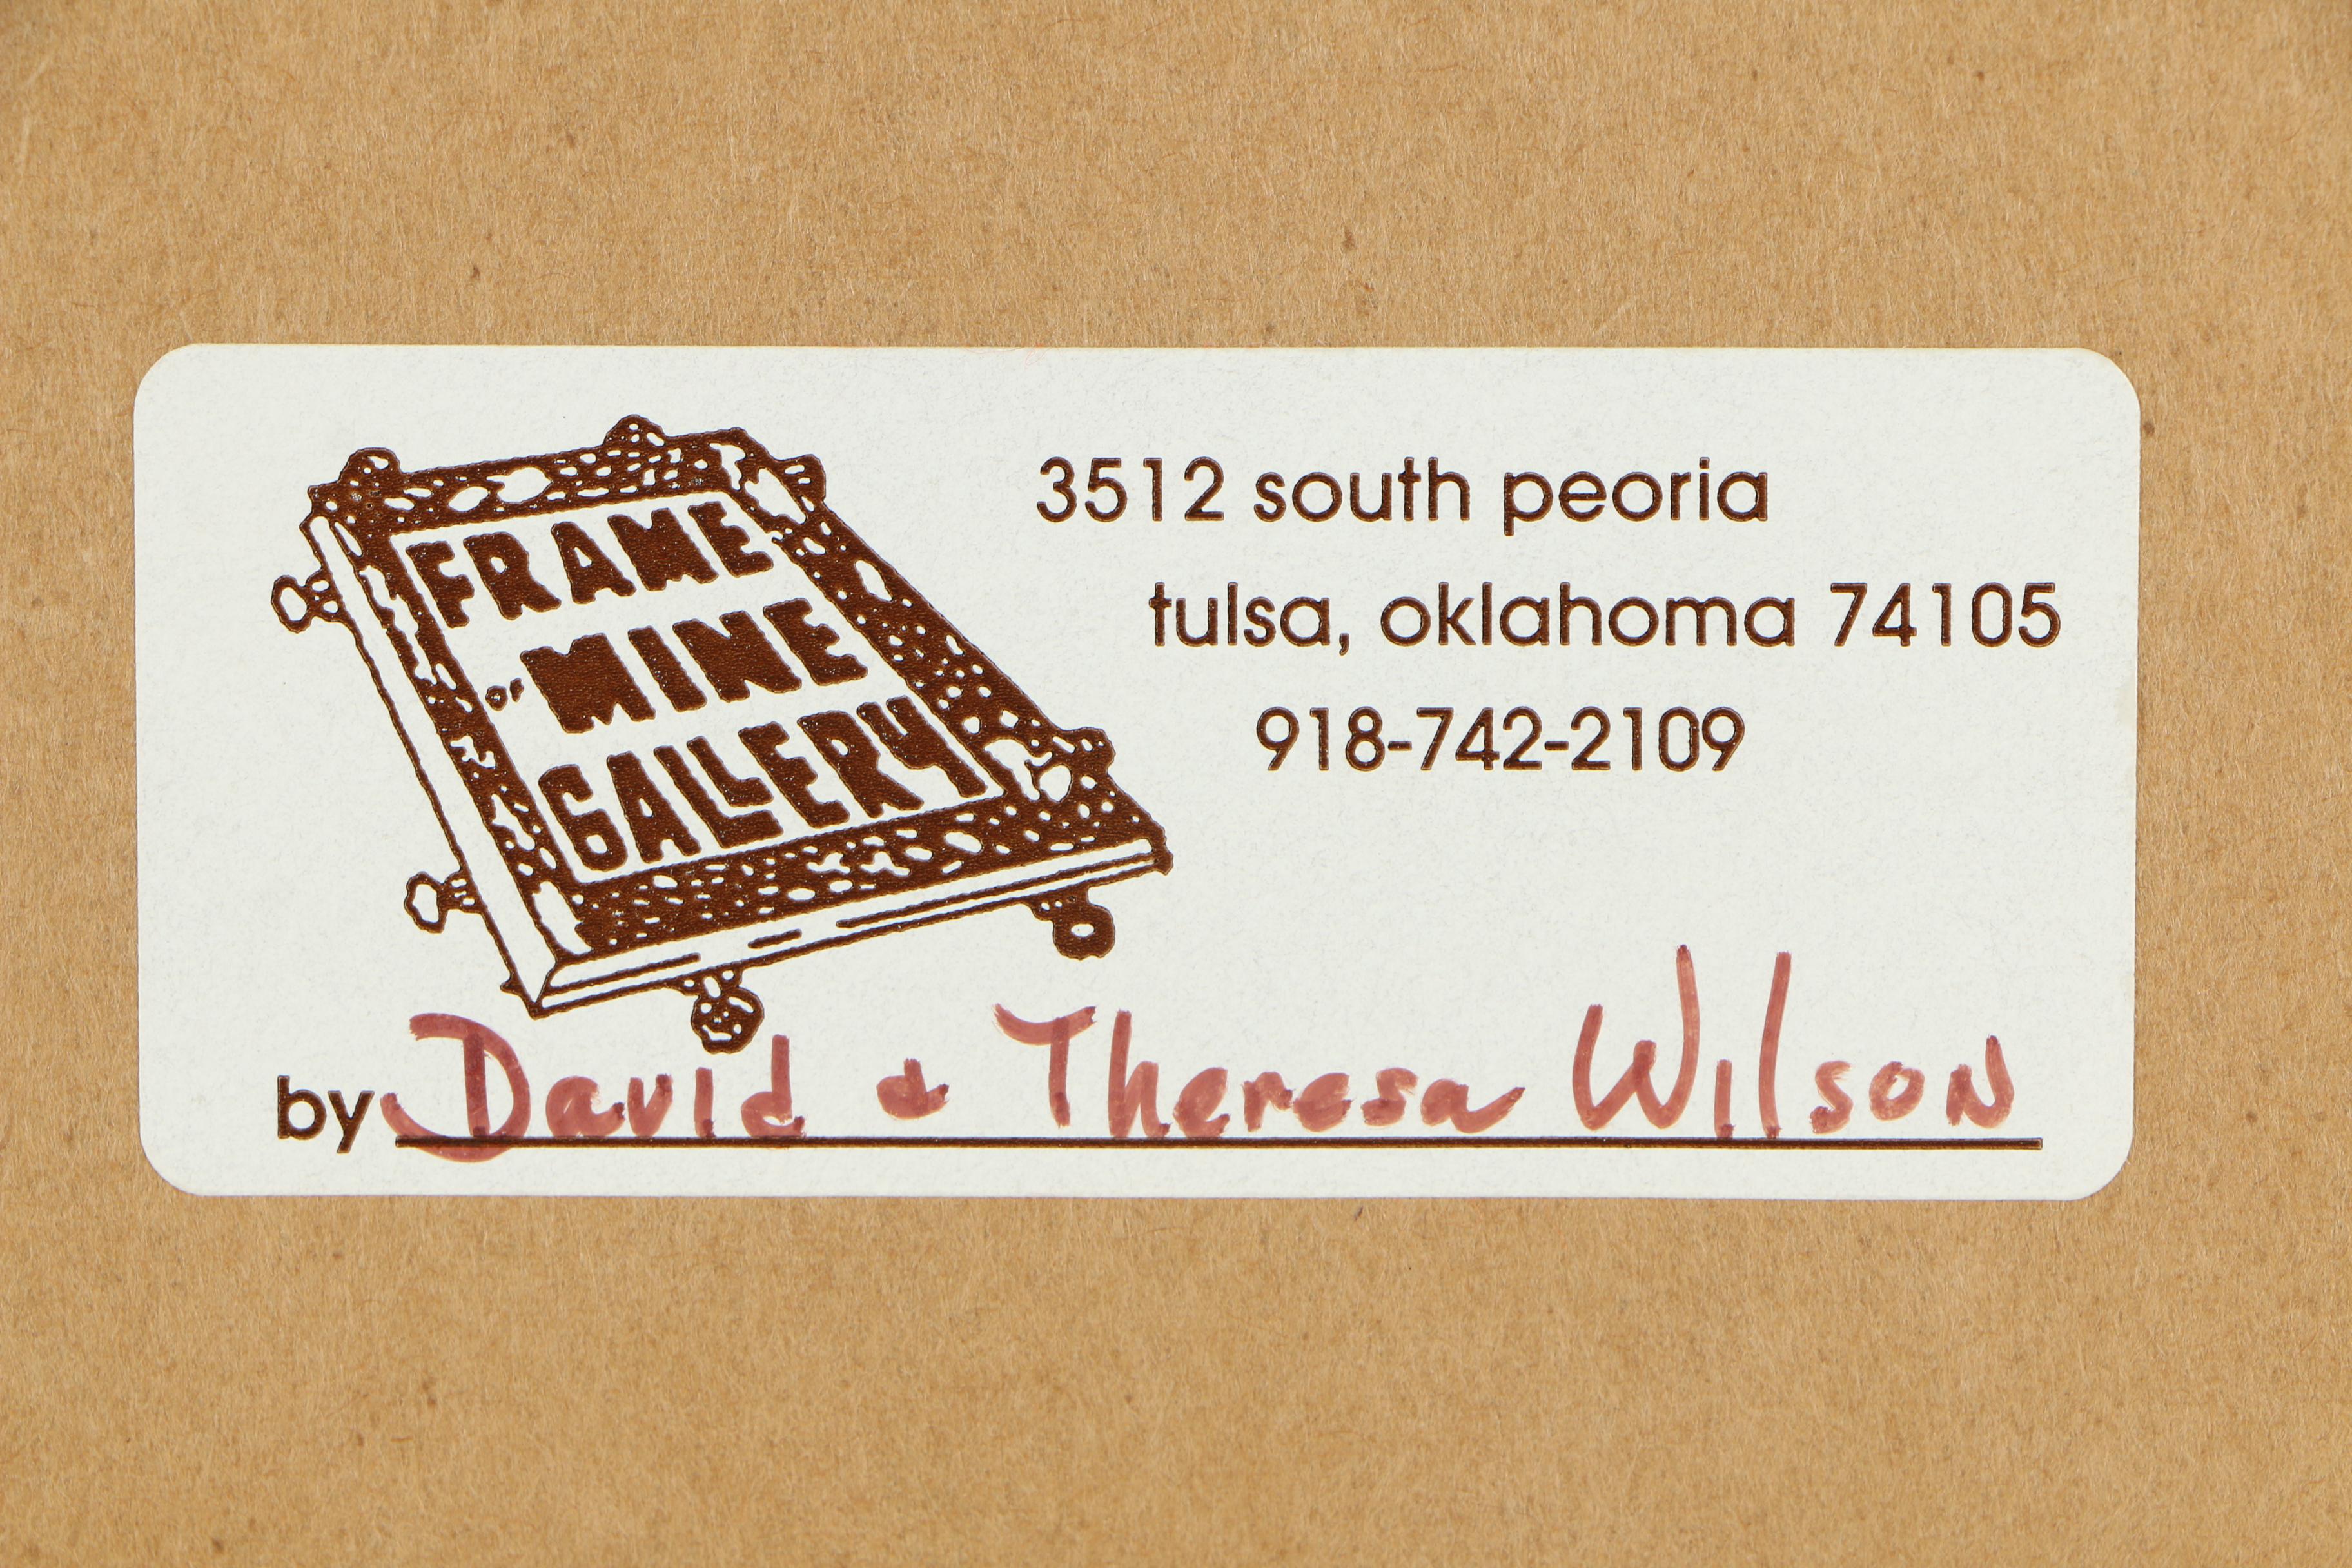 FRAME
OF MINE
GALLERY
3512 south peoria
tulsa, oklahoma 74105
918-742-2109
by David & Theresa Wilson